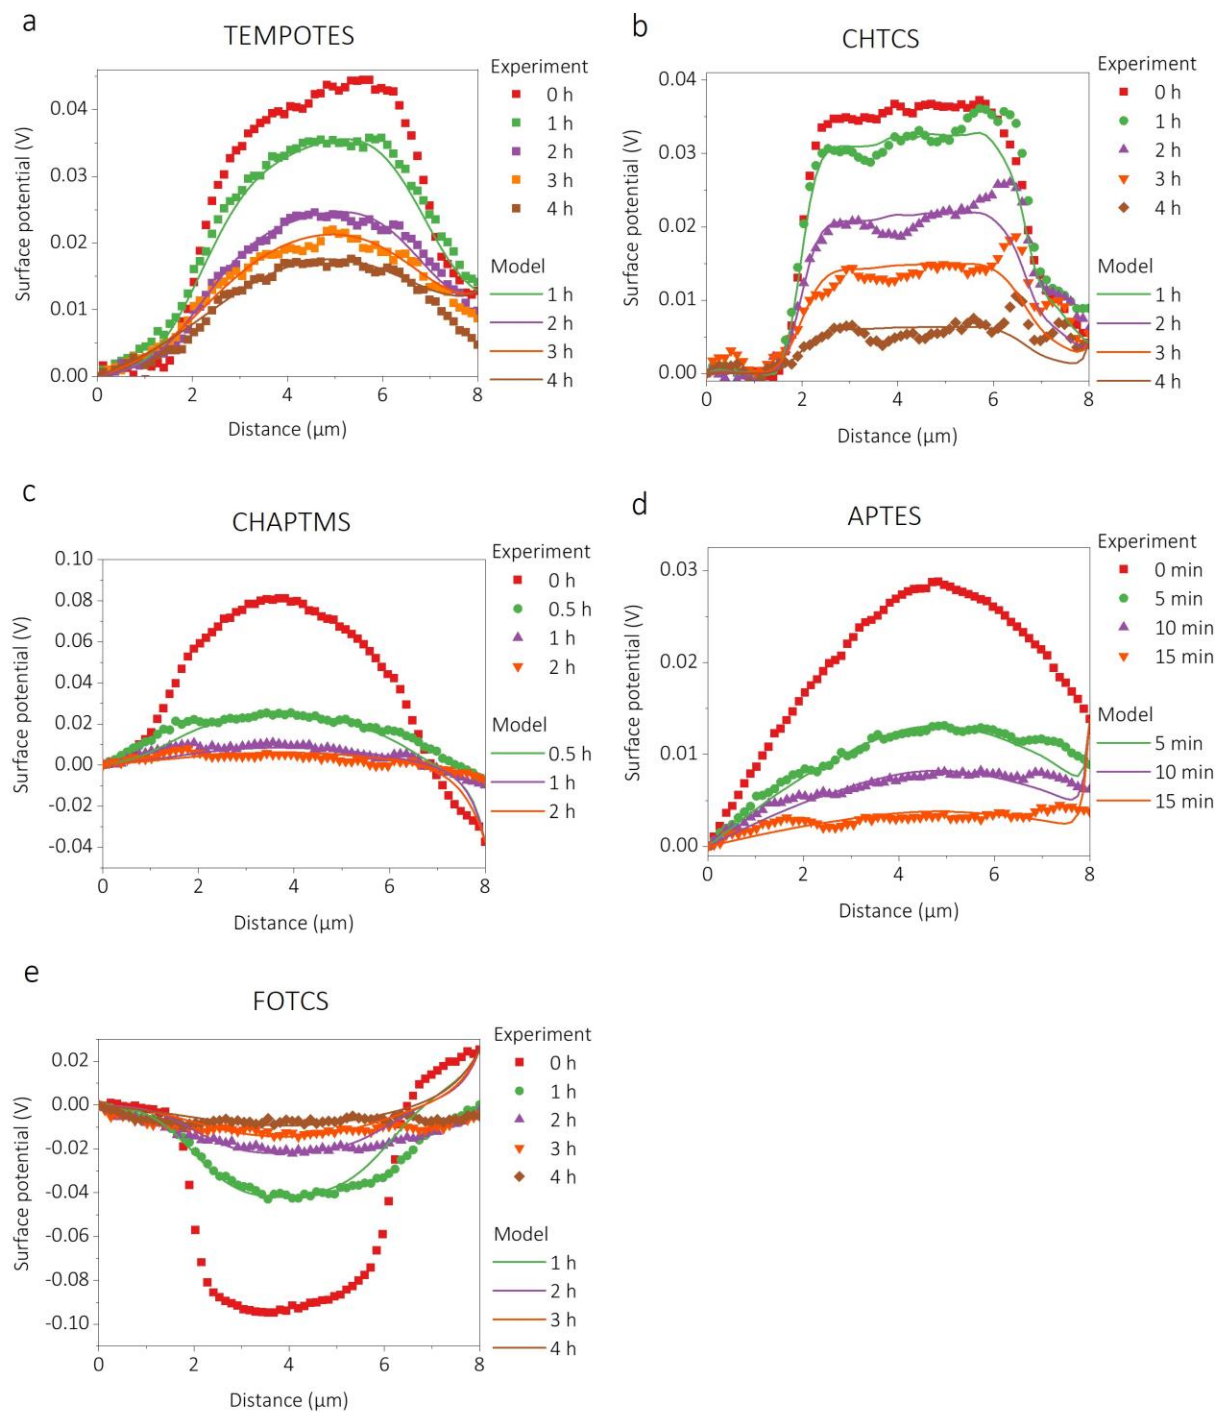 a
TEMPOTES
Surface potential (V)
0.04
0.03
0.02
0.01
0.00
0 2 4 6 8
Distance (μm)
Experiment
0 h
1 h
2 h
3 h
4 h
Model
1 h
2 h
3 h
4 h
b
CHTCS
Surface potential (V)
0.04
0.03
0.02
0.01
0.00
0 2 4 6 8
Distance (μm)
Experiment
0 h
1 h
2 h
3 h
4 h
Model
1 h
2 h
3 h
4 h
c
CHAPTMS
Surface potential (V)
0.10
0.08
0.06
0.04
0.02
0.00
-0.02
-0.04
0 2 4 6 8
Distance (μm)
Experiment
0 h
0.5 h
1 h
2 h
Model
0.5 h
1 h
2 h
d
APTES
Surface potential (V)
0.03
0.02
0.01
0.00
0 2 4 6 8
Distance (μm)
Experiment
0 min
5 min
10 min
15 min
Model
5 min
10 min
15 min
e
FOTCS
Surface potential (V)
0.02
0.00
-0.02
-0.04
-0.06
-0.08
-0.10
0 2 4 6 8
Distance (μm)
Experiment
0 h
1 h
2 h
3 h
4 h
Model
1 h
2 h
3 h
4 h